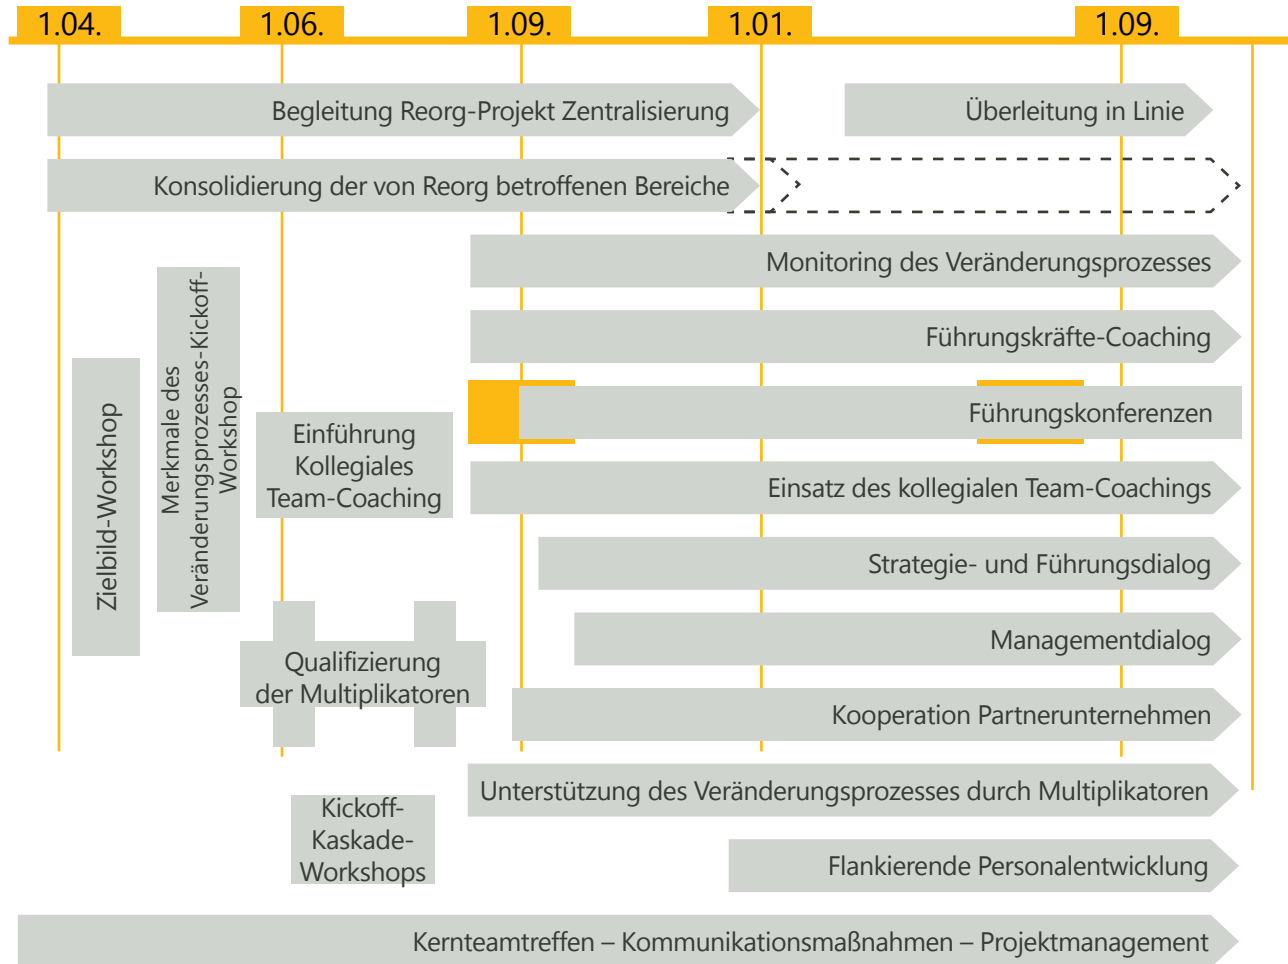 1.04.
1.06.
1.09.
1.01.
1.09.
Begleitung Reorg-Projekt Zentralisierung
Überleitung in Linie
Konsolidierung der von Reorg betroffenen Bereiche
Monitoring des Veränderungsprozesses
Führungskräfte-Coaching
Führungskonferenzen
Zielbild-Workshop
Merkmale des
Veränderungsprozesses-Kickoff-
Workshop
Einführung
Kollegiales
Team-Coaching
Einsatz des kollegialen Team-Coachings
Strategie- und Führungsdialog
Managementdialog
Qualifizierung
der Multiplikatoren
Kooperation Partnerunternehmen
Unterstützung des Veränderungsprozesses durch Multiplikatoren
Kickoff-
Kaskade-
Workshops
Flankierende Personalentwicklung
Kernteamtreffen – Kommunikationsmaßnahmen – Projektmanagement